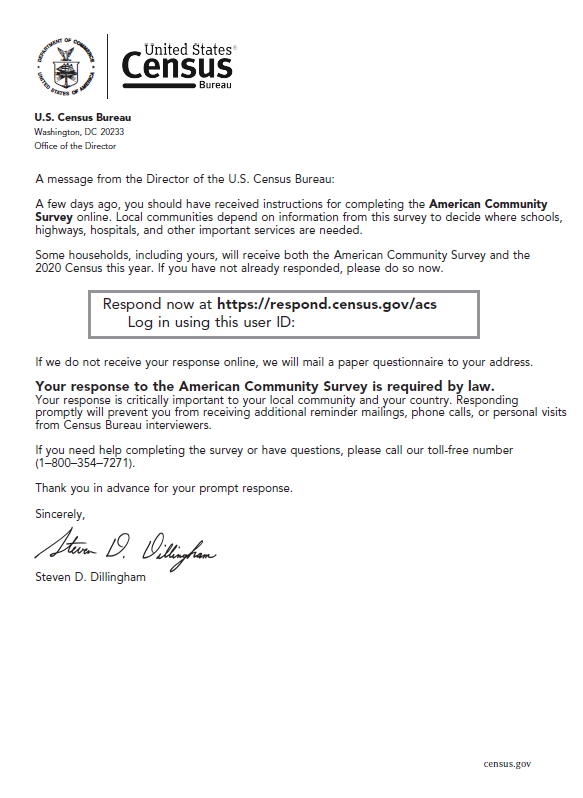 DEPARTMENT OF COMMERCE
UNITED STATES OF AMERICA
United States®
Census
Bureau
U.S. Census Bureau
Washington, DC 20233
Office of the Director
A message from the Director of the U.S. Census Bureau:
A few days ago, you should have received instructions for completing the American Community
Survey online. Local communities depend on information from this survey to decide where schools,
highways, hospitals, and other important services are needed.
Some households, including yours, will receive both the American Community Survey and the
2020 Census this year. If you have not already responded, please do so now.
Respond now at https://respond.census.gov/acs
Log in using this user ID:
If we do not receive your response online, we will mail a paper questionnaire to your address.
Your response to the American Community Survey is required by law.
Your response is critically important to your local community and your country. Responding
promptly will prevent you from receiving additional reminder mailings, phone calls, or personal visits
from Census Bureau interviewers.
If you need help completing the survey or have questions, please call our toll-free number
(1–800–354–7271).
Thank you in advance for your prompt response.
Sincerely,
Steven D. Dillingham
Steven D. Dillingham
census.gov